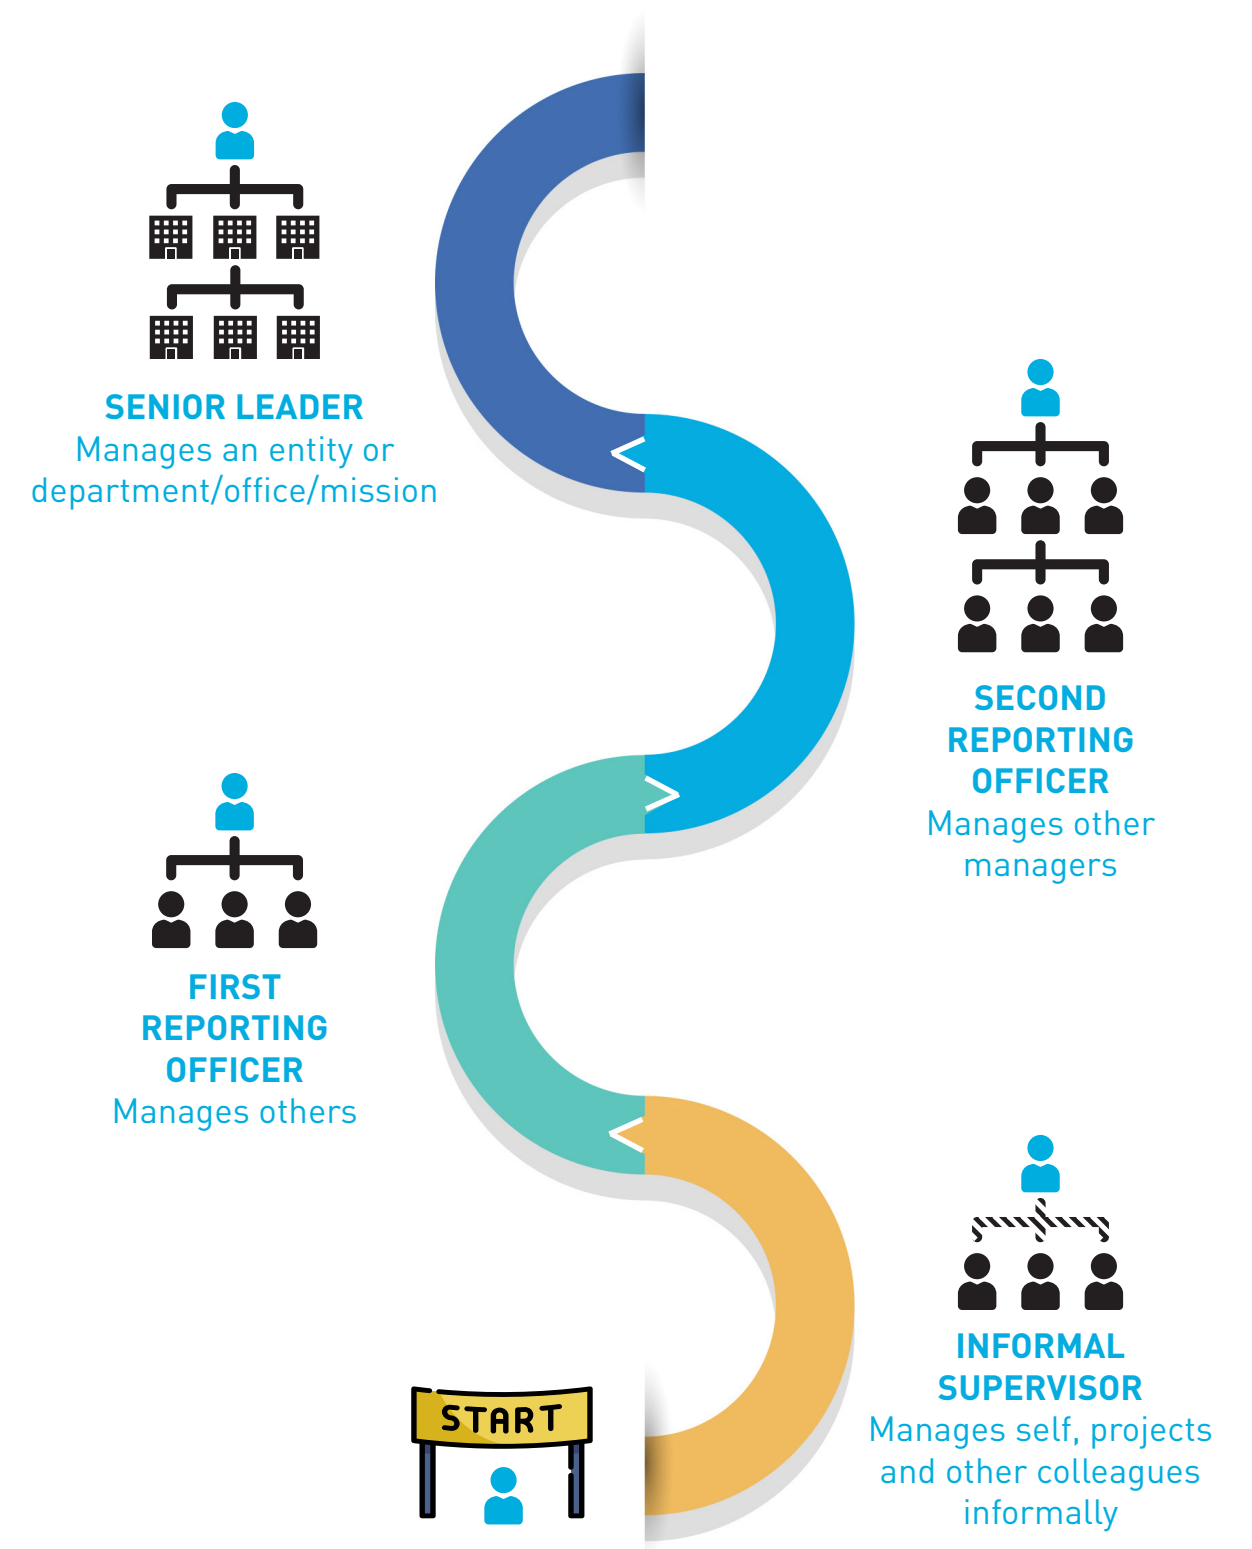 SENIOR LEADER
Manages an entity or
department/office/mission
SECOND
REPORTING
OFFICER
Manages other
managers
FIRST
REPORTING
OFFICER
Manages others
INFORMAL
SUPERVISOR
Manages self, projects
and other colleagues
informally
START